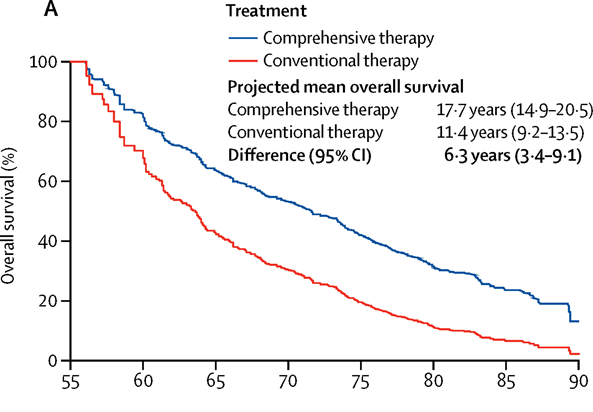 A
Treatment
Comprehensive therapy
Conventional therapy
Projected mean overall survival
Comprehensive therapy 17·7 years (14·9–20·5)
Conventional therapy 11·4 years (9·2–13·5)
Difference (95% CI) 6·3 years (3·4–9·1)
Overall survival (%)
100
80
60
40
20
0
55 60 65 70 75 80 85 90